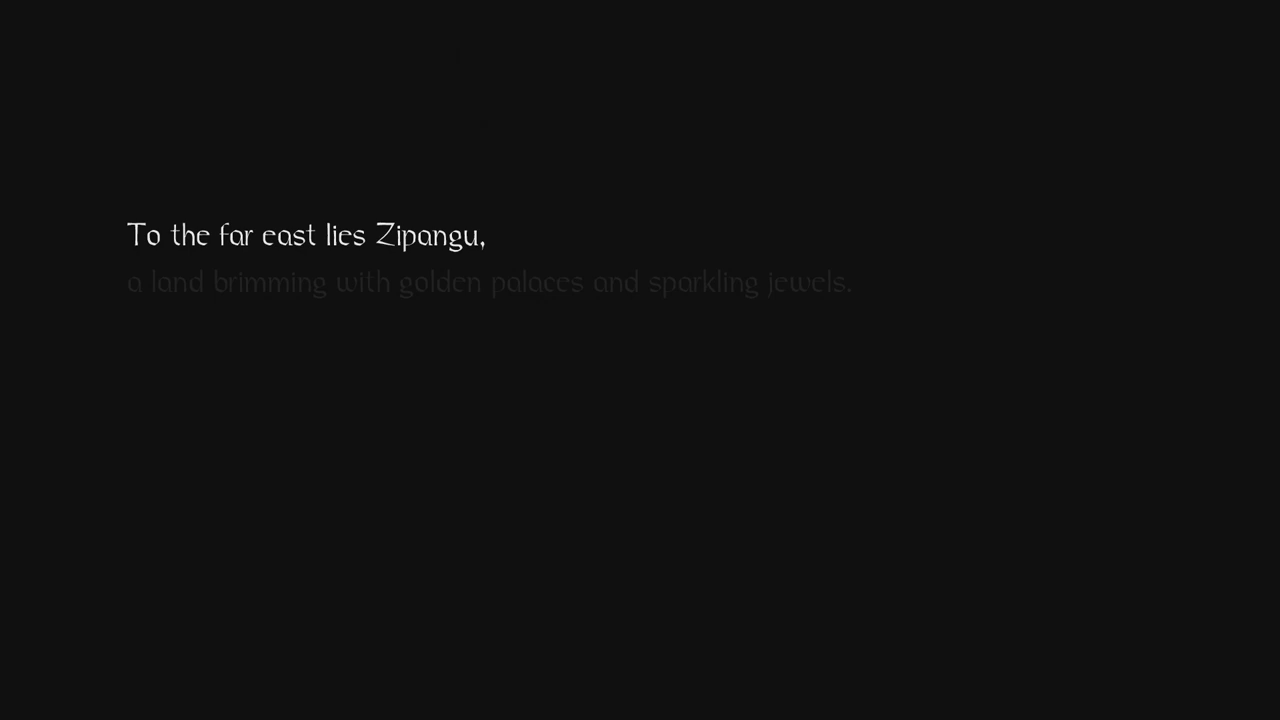 To the far east lies Zipangu,
a land brimming with golden palaces and sparkling jewels.